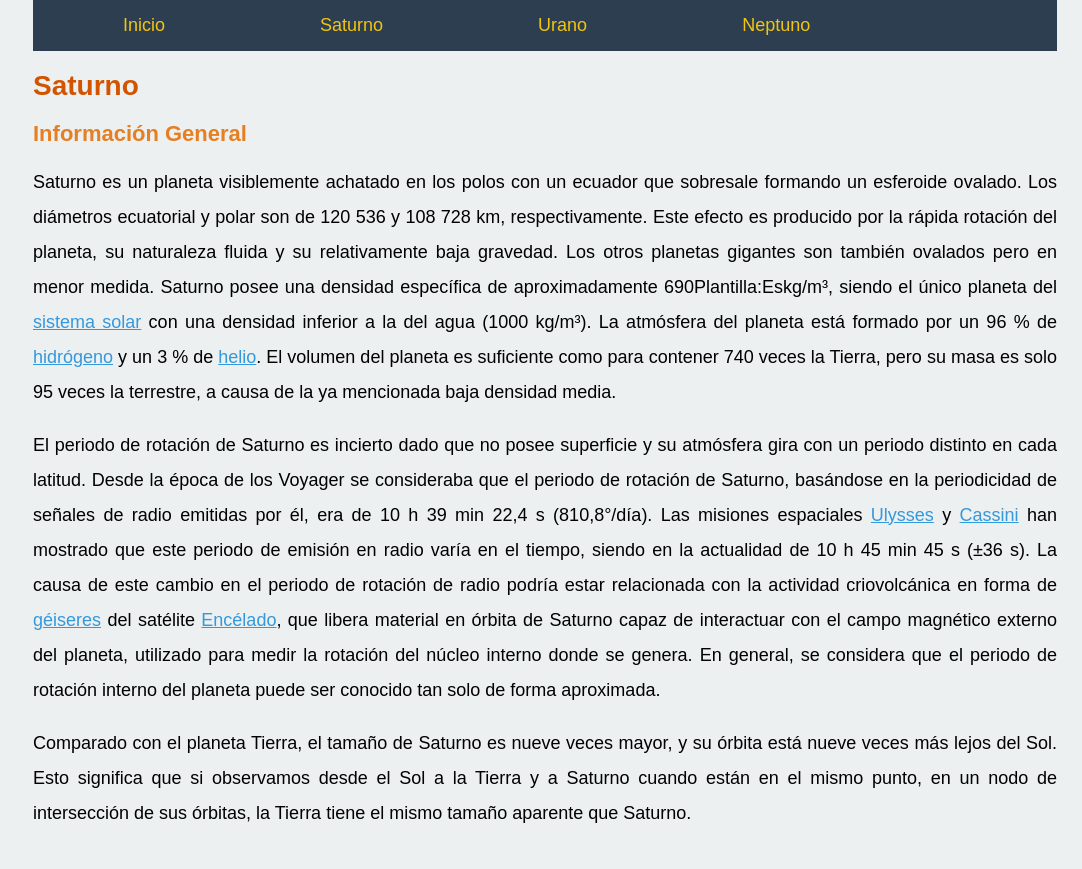 Inicio Saturno Urano Neptuno
Saturno
Información General
Saturno es un planeta visiblemente achatado en los polos con un ecuador que sobresale formando un esferoide ovalado. Los
diámetros ecuatorial y polar son de 120 536 y 108 728 km, respectivamente. Este efecto es producido por la rápida rotación del
planeta, su naturaleza fluida y su relativamente baja gravedad. Los otros planetas gigantes son también ovalados pero en
menor medida. Saturno posee una densidad específica de aproximadamente 690Plantilla:Eskg/m³, siendo el único planeta del
sistema solar con una densidad inferior a la del agua (1000 kg/m³). La atmósfera del planeta está formado por un 96 % de
hidrógeno y un 3 % de helio. El volumen del planeta es suficiente como para contener 740 veces la Tierra, pero su masa es solo
95 veces la terrestre, a causa de la ya mencionada baja densidad media.
El periodo de rotación de Saturno es incierto dado que no posee superficie y su atmósfera gira con un periodo distinto en cada
latitud. Desde la época de los Voyager se consideraba que el periodo de rotación de Saturno, basándose en la periodicidad de
señales de radio emitidas por él, era de 10 h 39 min 22,4 s (810,8°/día). Las misiones espaciales Ulysses y Cassini han
mostrado que este periodo de emisión en radio varía en el tiempo, siendo en la actualidad de 10 h 45 min 45 s (±36 s). La
causa de este cambio en el periodo de rotación de radio podría estar relacionada con la actividad criovolcánica en forma de
géiseres del satélite Encélado, que libera material en órbita de Saturno capaz de interactuar con el campo magnético externo
del planeta, utilizado para medir la rotación del núcleo interno donde se genera. En general, se considera que el periodo de
rotación interno del planeta puede ser conocido tan solo de forma aproximada.
Comparado con el planeta Tierra, el tamaño de Saturno es nueve veces mayor, y su órbita está nueve veces más lejos del Sol.
Esto significa que si observamos desde el Sol a la Tierra y a Saturno cuando están en el mismo punto, en un nodo de
intersección de sus órbitas, la Tierra tiene el mismo tamaño aparente que Saturno.